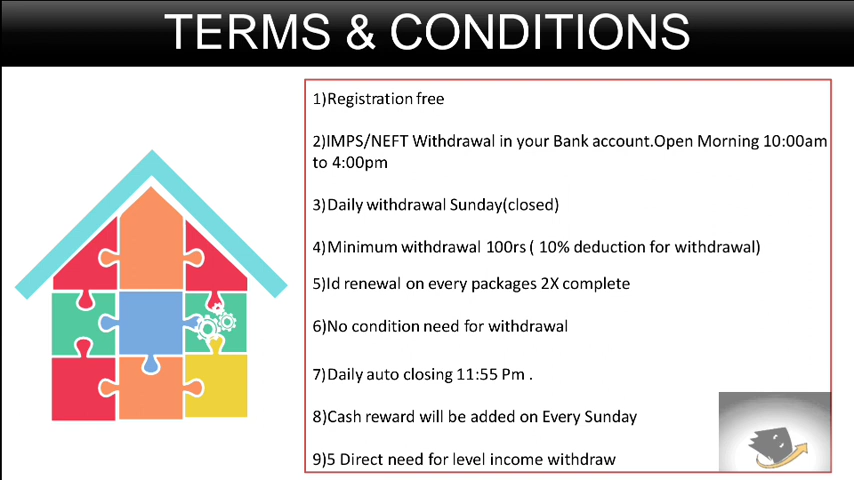 TERMS & CONDITIONS
1)Registration free
2)IMPS/NEFT Withdrawal in your Bank account.Open Morning 10:00am
to 4:00pm
3)Daily withdrawal Sunday(closed)
4)Minimum withdrawal 100rs ( 10% deduction for withdrawal)
5)Id renewal on every packages 2X complete
6)No condition need for withdrawal
7)Daily auto closing 11:55 Pm .
8)Cash reward will be added on Every Sunday
9)5 Direct need for level income withdraw